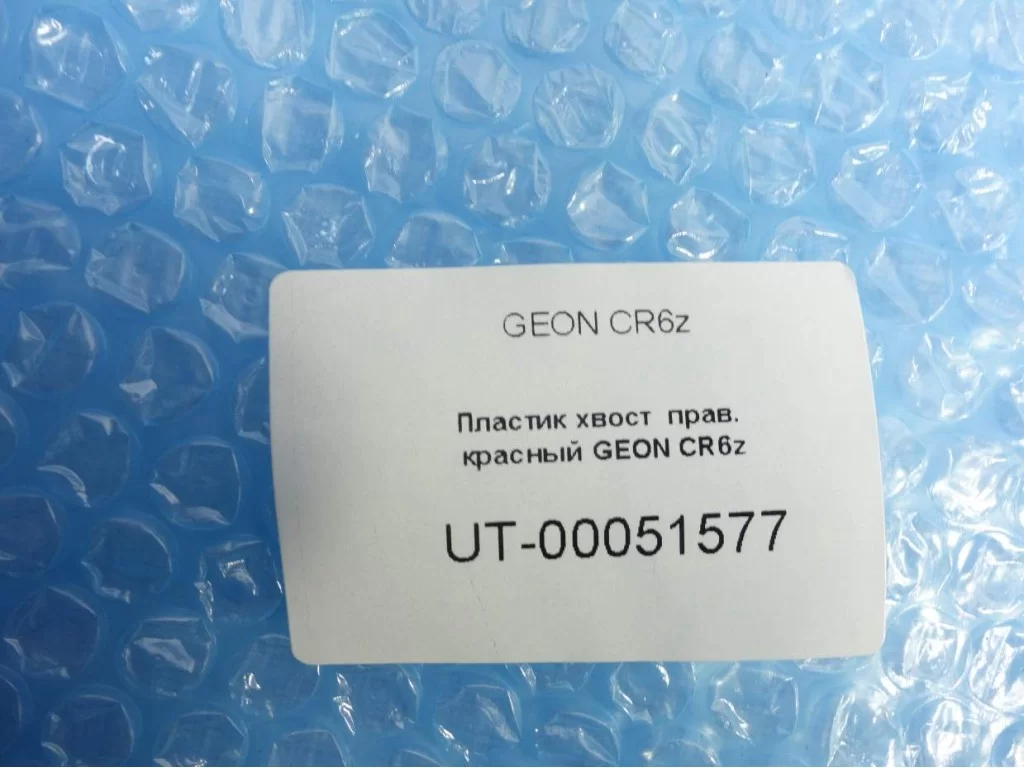 GEON CR6z
Пластик хвост прав.
красный GEON CR6z
UT-00051577